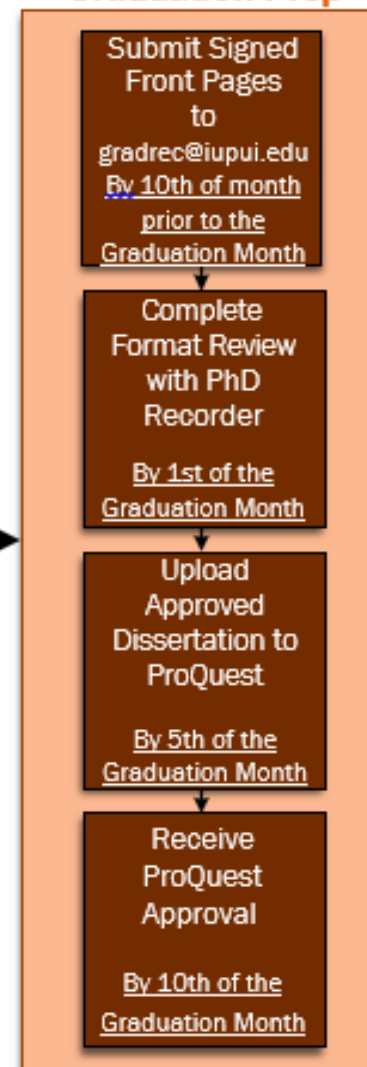 Submit Signed
Front Pages
to
gradrec@iupui.edu
By 10th of month
prior to the
Graduation Month
Complete
Format Review
with PhD
Recorder
By 1st of the
Graduation Month
Upload
Approved
Dissertation to
ProQuest
By 5th of the
Graduation Month
Receive
ProQuest
Approval
By 10th of the
Graduation Month